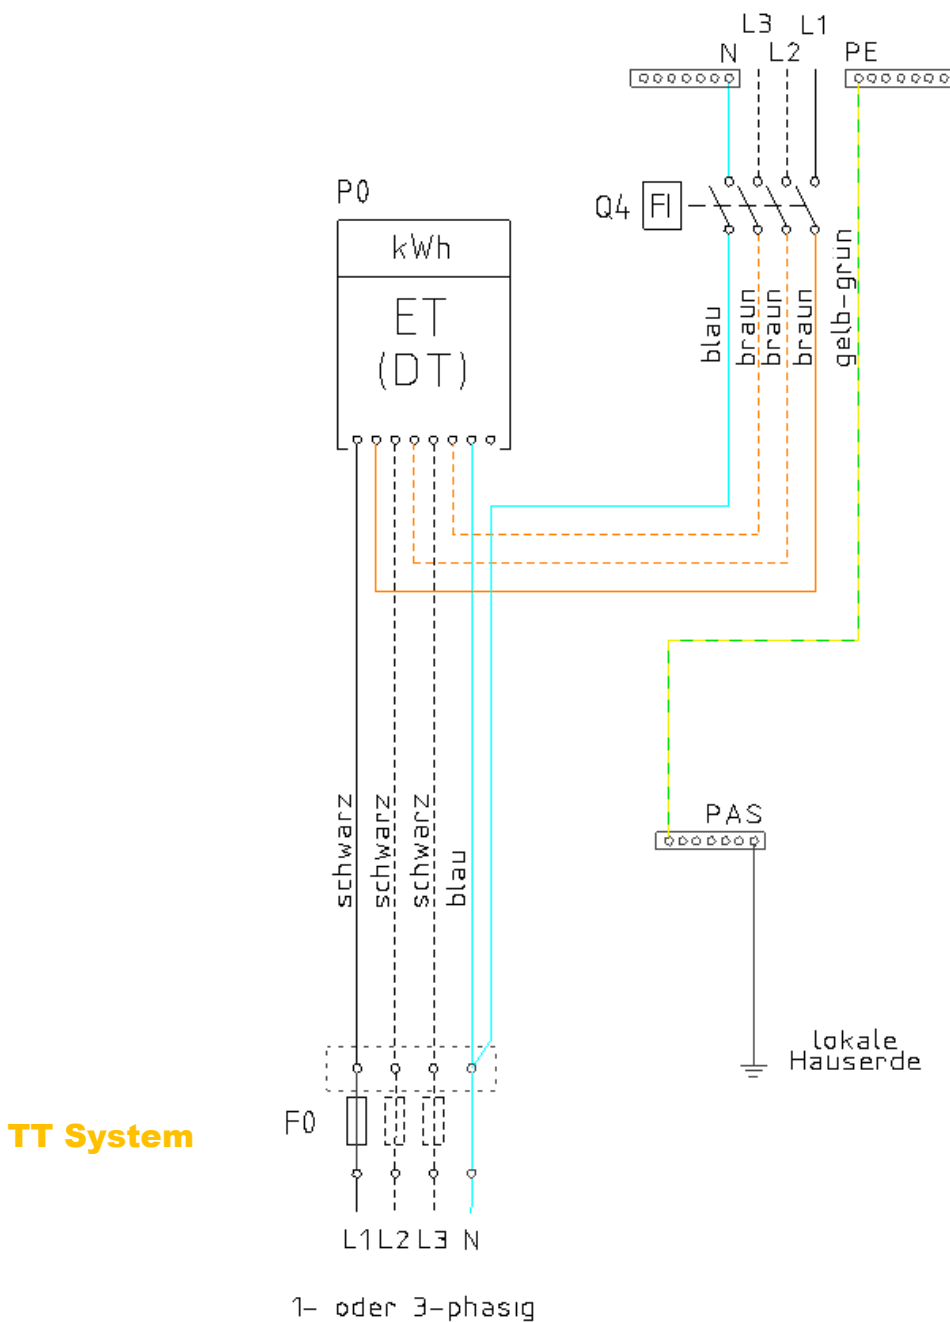 L3 L1
N L2 PE
P0
Q4 FI
kWh
ET
(DT)
blau
braun
braun
braun
gelb-grün
schwarz
schwarz
schwarz
blau
PAS
lokale
Hauserde
F0
TT System
L1 L2 L3 N
1- oder 3-phasig